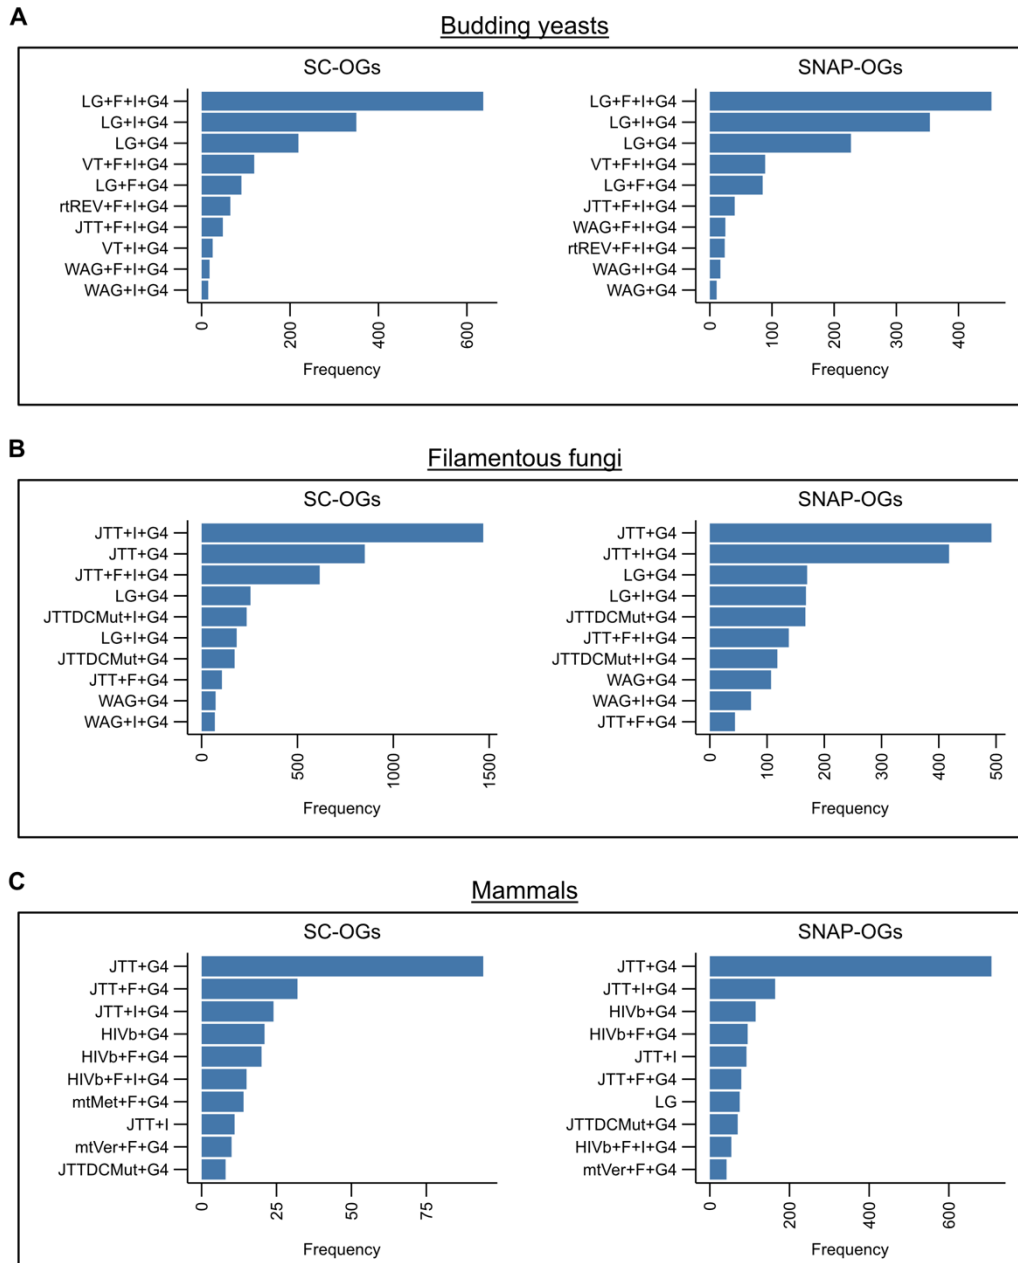 A
Budding yeasts
SC-OGs
LG+F+I+G4
LG+I+G4
LG+G4
VT+F+I+G4
LG+F+G4
rtREV+F+I+G4
JTT+F+I+G4
VT+I+G4
WAG+F+I+G4
WAG+I+G4
0
200
400
600
Frequency
SNAP-OGs
LG+F+I+G4
LG+I+G4
LG+G4
VT+F+I+G4
LG+F+G4
JTT+F+I+G4
WAG+F+I+G4
rtREV+F+I+G4
WAG+I+G4
WAG+G4
0
100
200
300
400
Frequency
B
Filamentous fungi
SC-OGs
JTT+I+G4
JTT+G4
JTT+F+I+G4
LG+G4
JTTDCMut+I+G4
LG+I+G4
JTTDCMut+G4
JTT+F+G4
WAG+G4
WAG+I+G4
0
500
1000
1500
Frequency
SNAP-OGs
JTT+G4
JTT+I+G4
LG+G4
LG+I+G4
JTTDCMut+G4
JTT+F+I+G4
JTTDCMut+I+G4
WAG+G4
WAG+I+G4
JTT+F+G4
0
100
200
300
400
500
Frequency
C
Mammals
SC-OGs
JTT+G4
JTT+F+G4
JTT+I+G4
HIVb+G4
HIVb+F+G4
HIVb+F+I+G4
mtMet+F+G4
JTT+I
mtVer+F+G4
JTTDCMut+G4
0
25
50
75
Frequency
SNAP-OGs
JTT+G4
JTT+I+G4
HIVb+G4
HIVb+F+G4
JTT+I
JTT+F+G4
LG
JTTDCMut+G4
HIVb+F+I+G4
mtVer+F+G4
0
200
400
600
Frequency